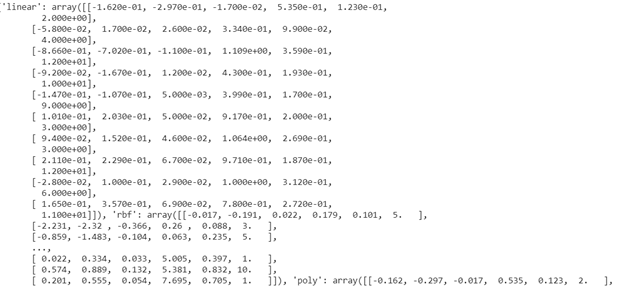 'linear': array([[-1.620e-01, -2.970e-01, -1.700e-02,  5.350e-01,  1.230e-01,
2.000e+00],
[-5.800e-02,  1.700e-02,  2.600e-02,  3.340e-01,  9.900e-02,
4.000e+00],
[-8.660e-01, -7.020e-01, -1.100e-01,  1.109e+00,  3.590e-01,
1.200e+01],
[-9.200e-02, -1.670e-01,  1.200e-02,  4.300e-01,  1.930e-01,
1.000e+01],
[-1.470e-01, -1.070e-01,  5.000e-03,  3.990e-01,  1.700e-01,
9.000e+00],
[ 1.010e-01,  2.030e-01,  5.000e-02,  9.170e-01,  2.000e-01,
3.000e+00],
[ 9.400e-02,  1.520e-01,  4.600e-02,  1.064e+00,  2.690e-01,
3.000e+00],
[ 2.110e-01,  2.290e-01,  6.700e-02,  9.710e-01,  1.870e-01,
1.200e+01],
[-2.800e-02,  1.000e-01,  2.900e-02,  1.000e+00,  3.120e-01,
6.000e+00],
[ 1.650e-01,  3.570e-01,  6.900e-02,  7.800e-01,  2.720e-01,
1.100e+01]]), 'rbf': array([[-0.017, -0.191,  0.022,  0.179,  0.101,  5.   ],
[-2.231, -2.32 , -0.366,  0.26 ,  0.088,  3.   ],
[-0.859, -1.483, -0.104,  0.063,  0.235,  5.   ],
...,
[ 0.022,  0.334,  0.033,  5.005,  0.397,  1.   ],
[ 0.574,  0.889,  0.132,  5.381,  0.832, 10.   ],
[ 0.201,  0.555,  0.054,  7.695,  0.705,  1.   ]]), 'poly': array([[-0.162, -0.297, -0.017,  0.535,  0.123,  2.   ],